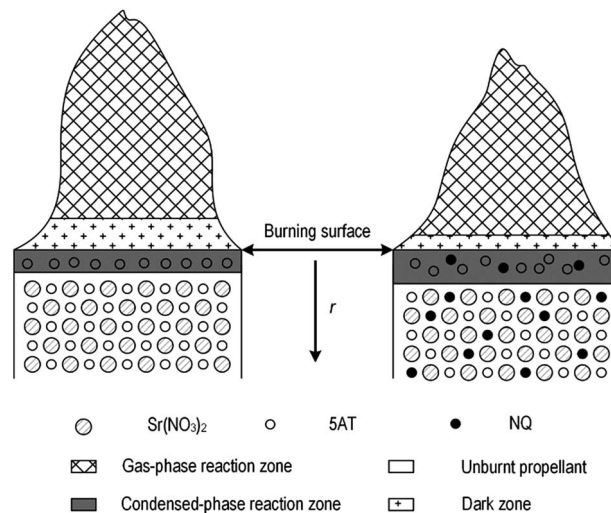 Burning surface
r
Sr(NO₃)₂ 5AT NQ
Gas-phase reaction zone Unburnt propellant
Condensed-phase reaction zone Dark zone